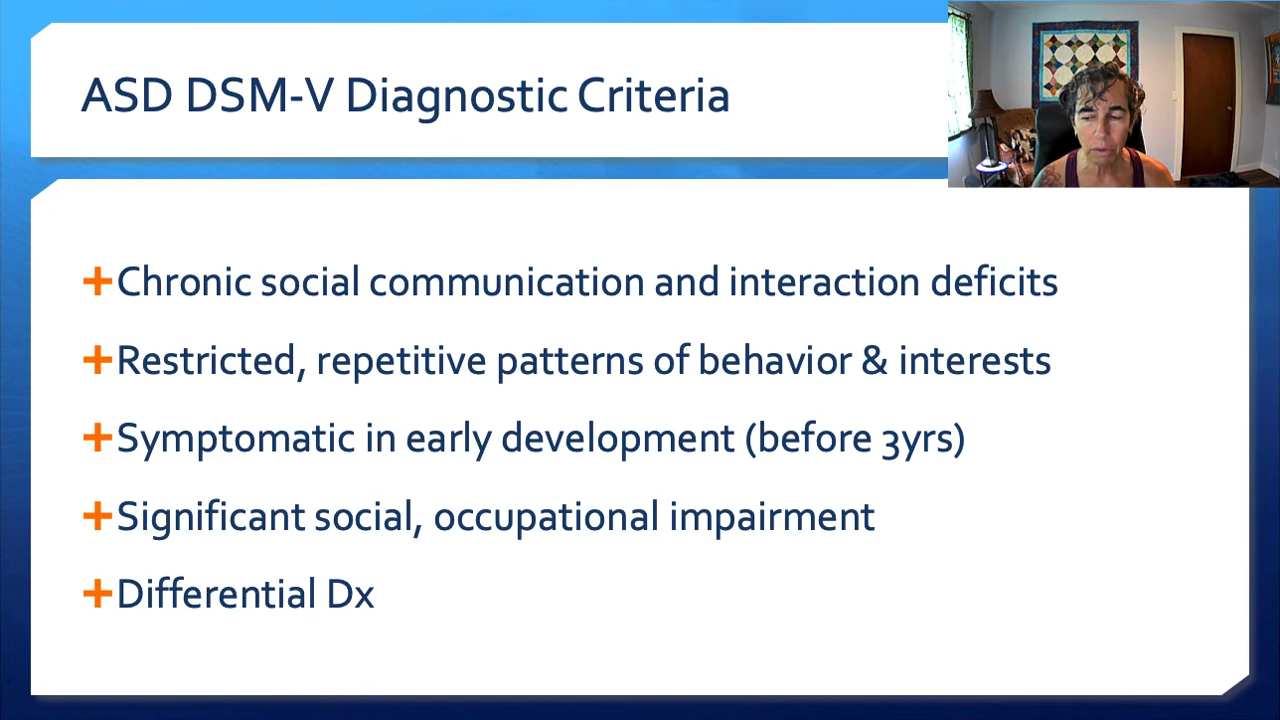 ASD DSM-V Diagnostic Criteria
+Chronic social communication and interaction deficits
+Restricted, repetitive patterns of behavior & interests
+Symptomatic in early development (before 3yrs)
+Significant social, occupational impairment
+Differential Dx